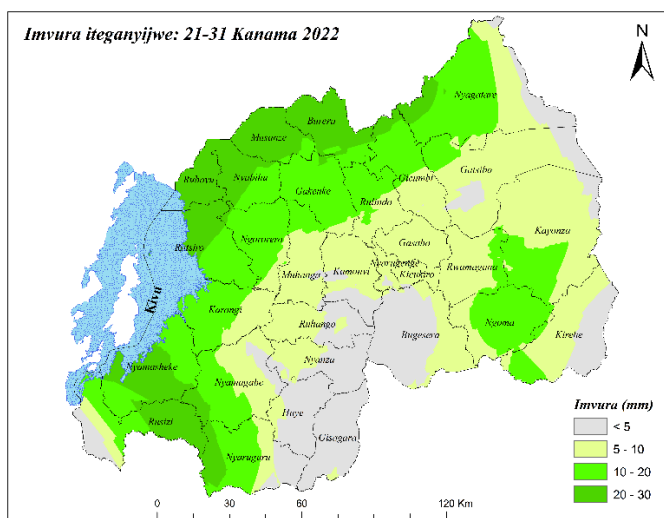 Imvura iteganyijwe: 21-31 Kanama 2022
N
Nyagatare
Burera
Musanze
Rubavu
Nyabihu
Gakenke
Gicumbi
Gatsibo
Rulindo
Rutsiro
Ngororero
Kayonza
Gasabo
Muhanga
Kamonyi
Nyarugenge
Kicukiro
Rwamagana
Kivu
Karongi
Ruhango
Bugesera
Ngoma
Kirehe
Nyanza
Nyamasheke
Nyamagabe
Huye
Rusizi
Gisagara
Nyaruguru
Imvura (mm)
< 5
5 - 10
10 - 20
20 - 30
0 30 60 120 Km